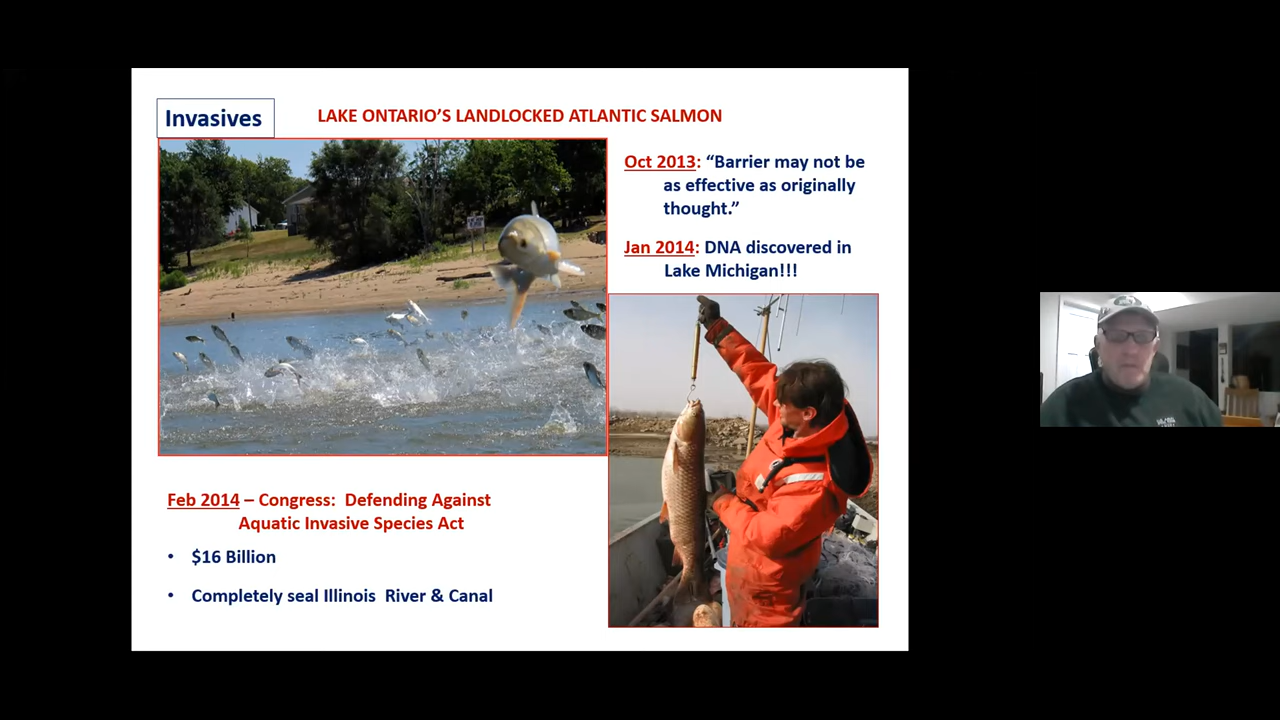 Invasives
LAKE ONTARIO'S LANDLOCKED ATLANTIC SALMON
Oct 2013: “Barrier may not be
as effective as originally
thought.”
Jan 2014: DNA discovered in
Lake Michigan!!!
Feb 2014 – Congress: Defending Against
Aquatic Invasive Species Act
• $16 Billion
• Completely seal Illinois River & Canal